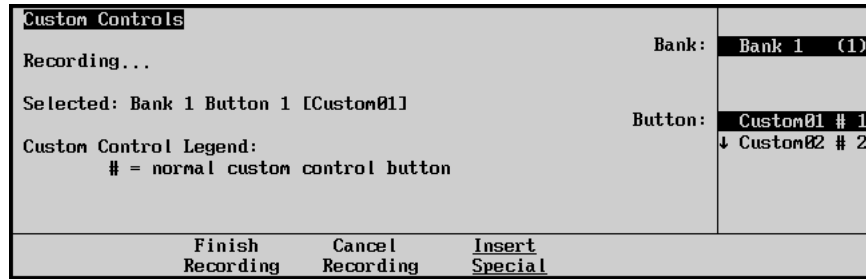 Custom Controls
Bank: Bank 1 (1)
Recording...
Selected: Bank 1 Button 1 [Custom01]
Button: Custom01 # 1
Custom Control Legend:
↓ Custom02 # 2
# = normal custom control button
Finish Recording
Cancel Recording
Insert Special